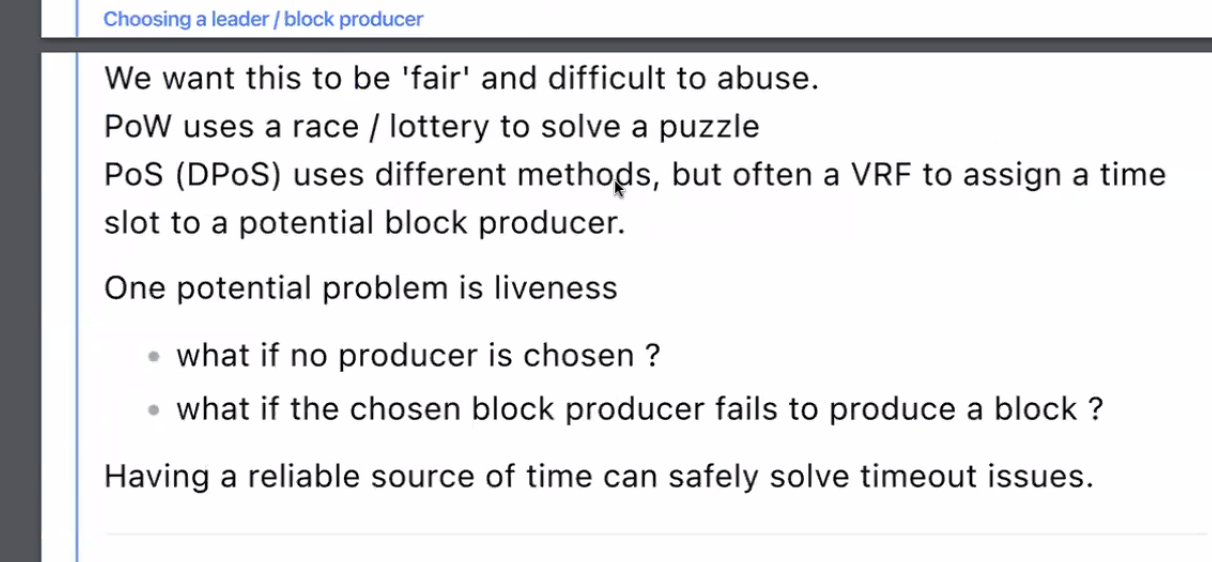 Choosing a leader / block producer
We want this to be 'fair' and difficult to abuse.
PoW uses a race / lottery to solve a puzzle
PoS (DPoS) uses different methods, but often a VRF to assign a time
slot to a potential block producer.
One potential problem is liveness
what if no producer is chosen ?
what if the chosen block producer fails to produce a block ?
Having a reliable source of time can safely solve timeout issues.